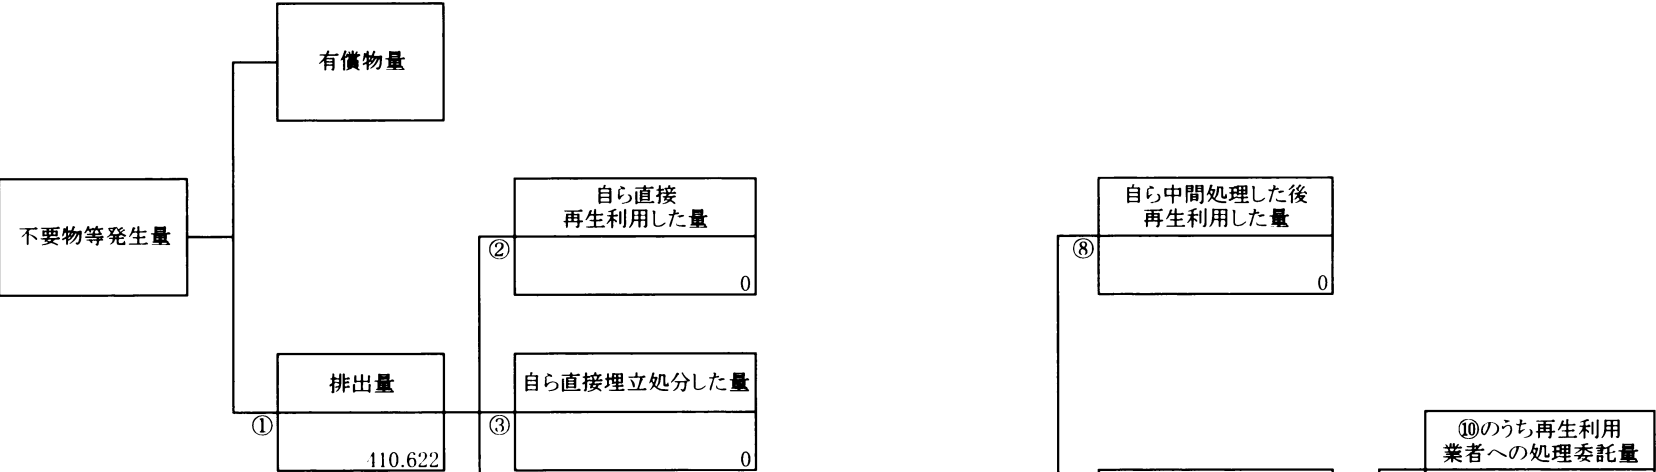 有償物量
不要物等発生量
自ら直接
再生利用した量
②
0
自ら中間処理した後
再生利用した量
⑧
0
排出量
①
410.622
自ら直接埋立処分した量
③
0
⑩のうち再生利用
業者への処理委託量